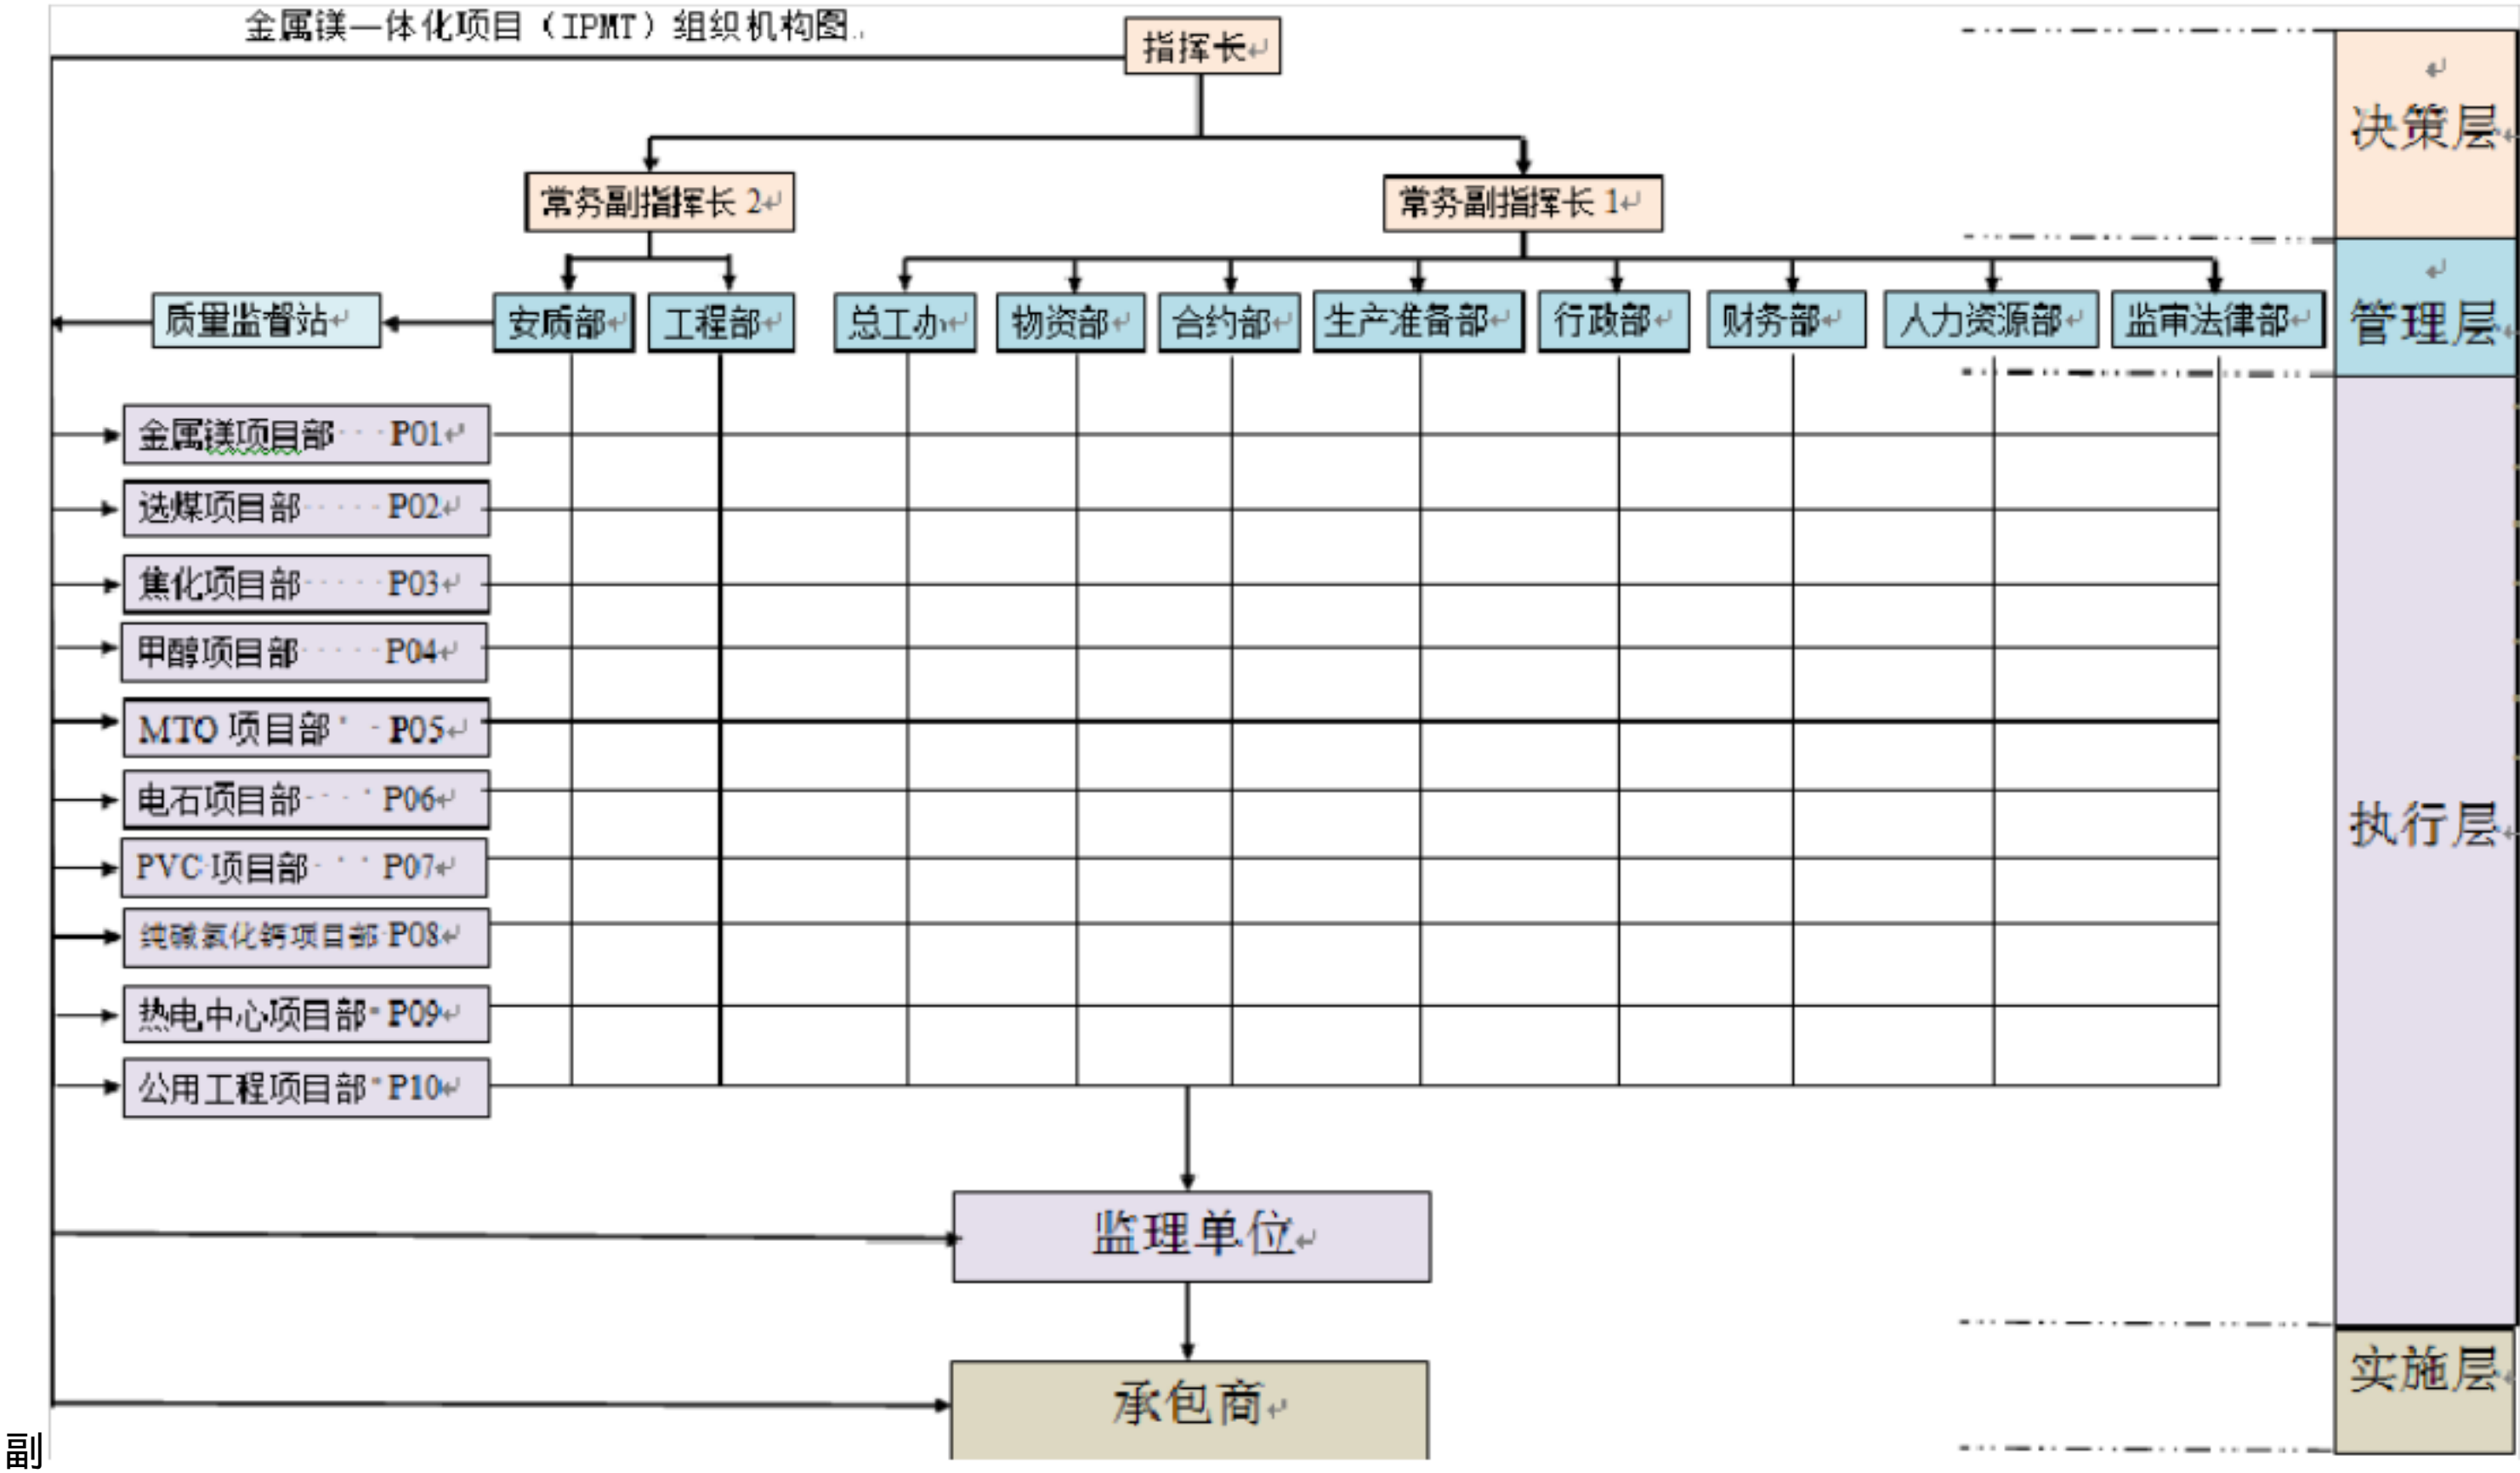 金属镁一体化项目（IPMT）组织机构图
指挥长
决策层
常务副指挥长 2
常务副指挥长 1
质量监督站
安质部
工程部
总工办
物资部
合约部
生产准备部
行政部
财务部
人力资源部
监审法律部
管理层
金属镁项目部 P01
选煤项目部 P02
焦化项目部 P03
甲醇项目部 P04
MTO 项目部 P05
电石项目部 P06
PVC 项目部 P07
纯碱氯化钙项目部 P08
热电中心项目部 P09
公用工程项目部 P10
执行层
监理单位
实施层
承包商
副